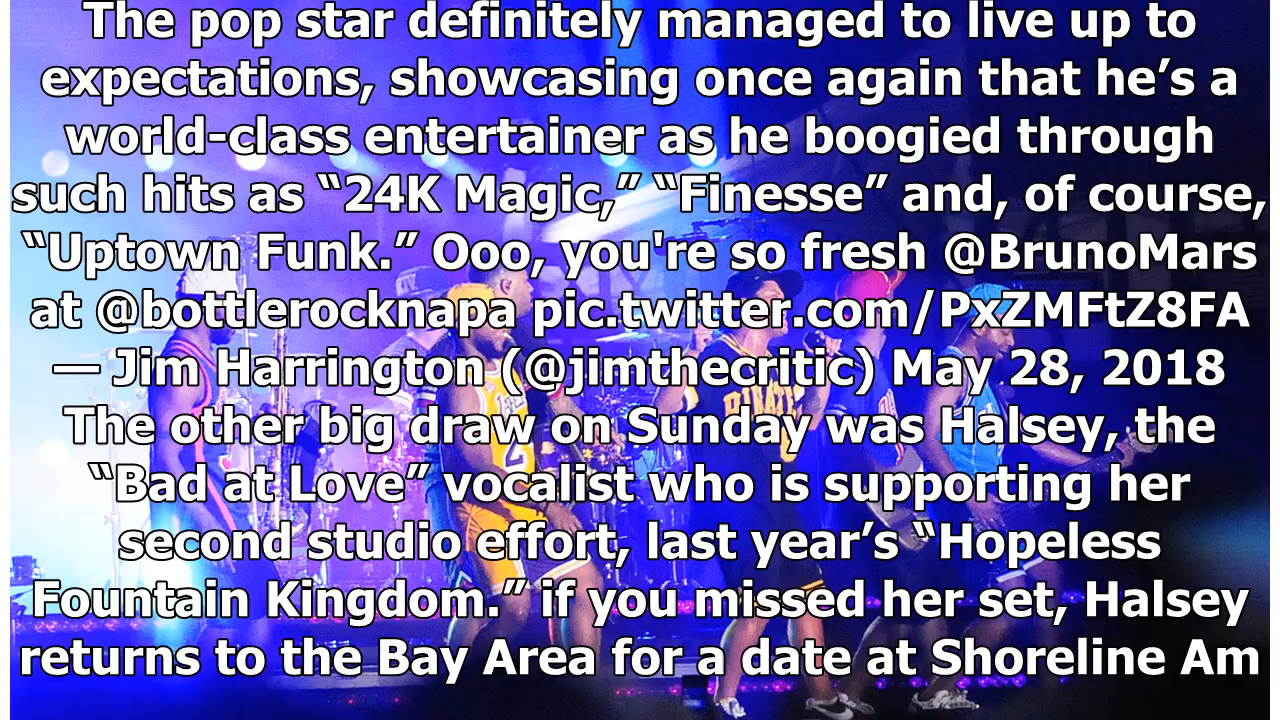 The pop star definitely managed to live up to
expectations, showcasing once again that he’s a
world-class entertainer as he boogied through
such hits as “24K Magic,” “Finesse” and, of course,
“Uptown Funk.” Ooo, you're so fresh @BrunoMars
at @bottlerocknapa pic.twitter.com/PxZMFtZ8FA
— Jim Harrington (@jimthecritic) May 28, 2018
The other big draw on Sunday was Halsey, the
“Bad at Love” vocalist who is supporting her
second studio effort, last year’s “Hopeless
Fountain Kingdom.” if you missed her set, Halsey
returns to the Bay Area for a date at Shoreline Am